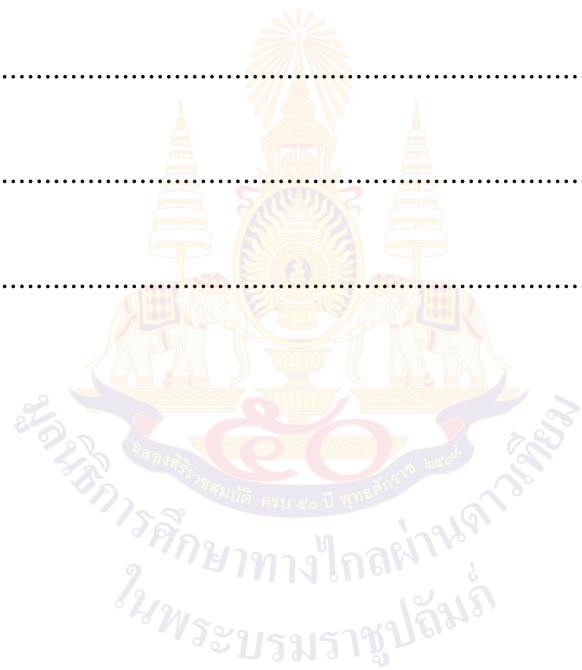 ................................................................................
................................................................................
................................................................................
๕๐
ฉลองสิริราชสมบัติ ครบ ๕๐ ปี พุทธศักราช ๒๕๓๙
มูลนิธิการศึกษาทางไกลผ่านดาวเทียม
ในพระบรมราชูปถัมภ์